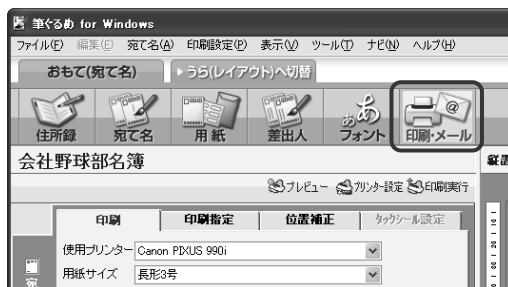 筆ぐるめ for Windows
ファイル(F) 編集(E) 宛て名(A) 印刷設定(P) 表示(V) ツール(T) ナビ(N) ヘルプ(H)
おもて(宛て名) うら(レイアウト)へ切替
住所録 宛て名 用紙 差出人 フォント 印刷・メール
会社野球部名簿
プレビュー プリンタ設定 印刷実行
印刷 印刷指定 位置補正 タックシール設定
使用プリンター Canon PIXUS 990i
用紙サイズ 長形3号
宛